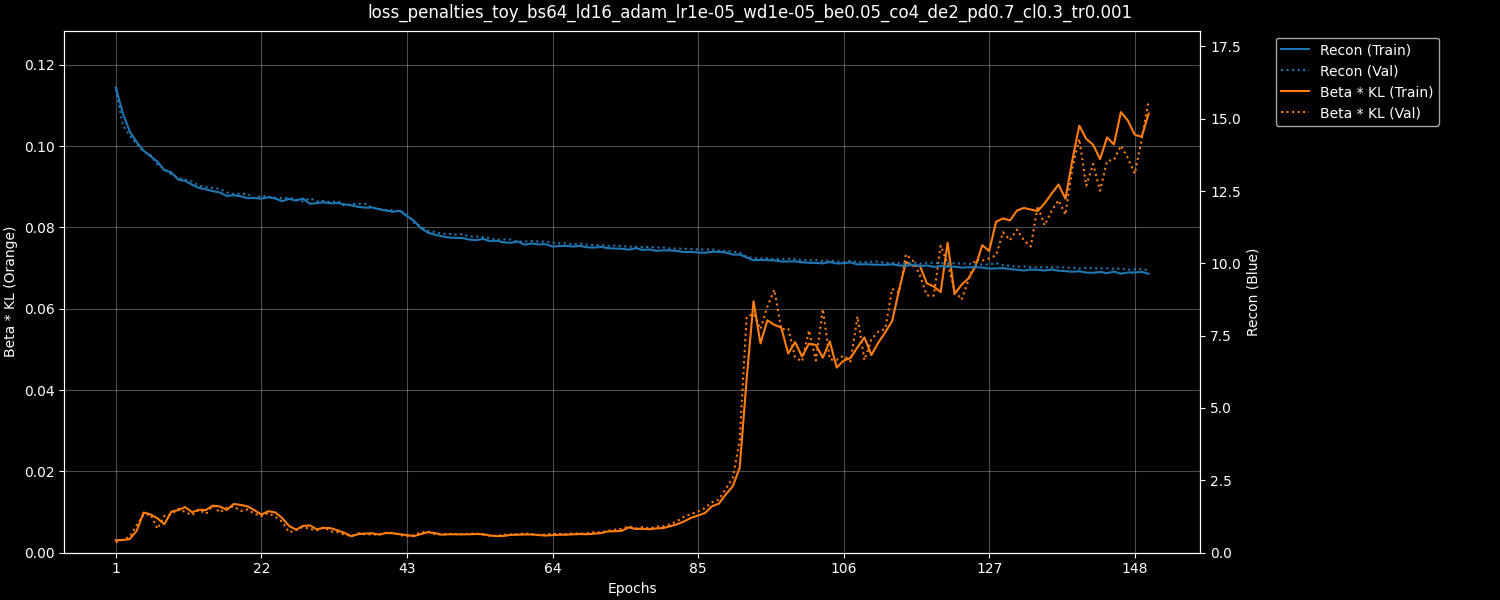 loss_penalties_toy_bs64_ld16_adam_lr1e-05_wd1e-05_be0.05_co4_de2_pd0.7_cl0.3_tr0.001
Recon (Train)
Recon (Val)
Beta * KL (Train)
Beta * KL (Val)
Beta * KL (Orange)
0.12
0.10
0.08
0.06
0.04
0.02
0.00
17.5
15.0
12.5
10.0
7.5
5.0
2.5
0.0
Recon (Blue)
1 22 43 64 85 106 127 148
Epochs